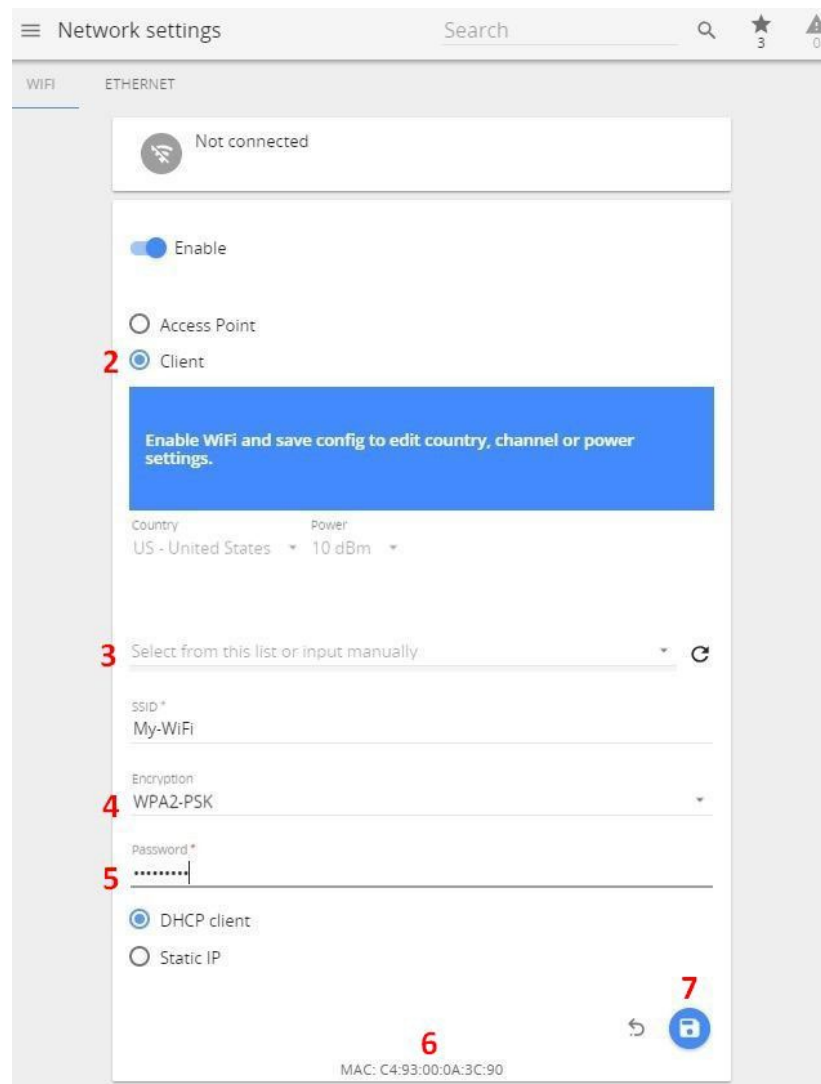 Network settings
Search
3
0
WIFI ETHERNET
Not connected
Enable
Access Point
2 Client
Enable WiFi and save config to edit country, channel or power
settings.
Country Power
US - United States 10 dBm
3 Select from this list or input manually
SSID *
My-WiFi
Encryption
4 WPA2-PSK
Password *
5 •••••••••
DHCP client
Static IP
7
6
MAC: C4:93:00:0A:3C:90